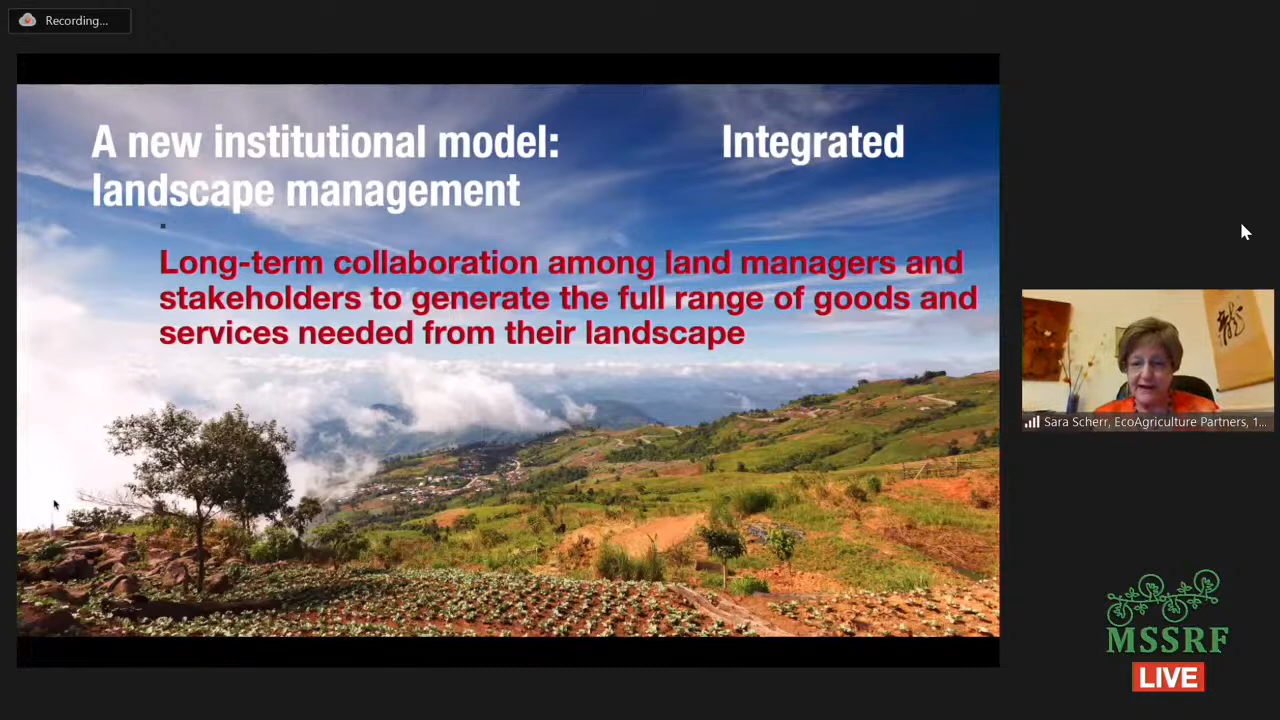 Recording...
A new institutional model: Integrated
landscape management
Long-term collaboration among land managers and
stakeholders to generate the full range of goods and
services needed from their landscape
Sara Scherr, EcoAgriculture Partners, 1...
MSSRF
LIVE